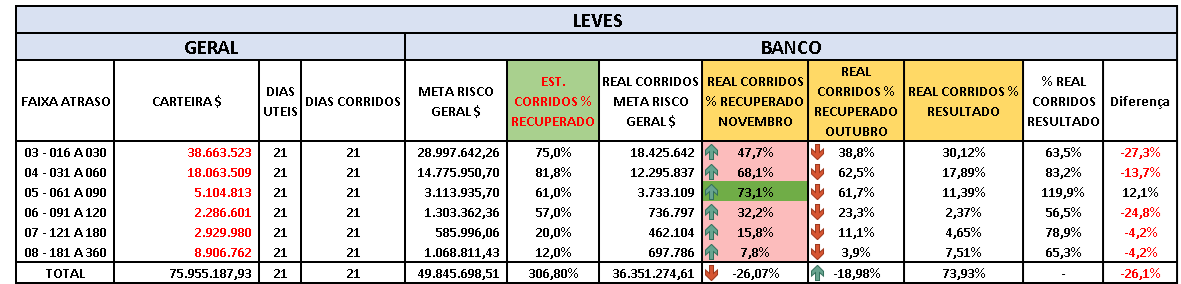 LEVES
GERAL BANCO
FAIXA ATRASO CARTEIRA $ DIAS UTEIS DIAS CORRIDOS META RISCO GERAL $ EST. CORRIDOS % RECUPERADO REAL CORRIDOS META RISCO GERAL $ REAL CORRIDOS % RECUPERADO NOVEMBRO REAL CORRIDOS % RECUPERADO OUTUBRO REAL CORRIDOS % RESULTADO % REAL CORRIDOS RESULTADO Diferença
03 - 016 A 030 38.663.523 21 21 28.997.642,26 75,0% 18.425.642 47,7% 38,8% 30,12% 63,5% -27,3%
04 - 031 A 060 18.063.509 21 21 14.775.950,70 81,8% 12.295.837 68,1% 62,5% 17,89% 83,2% -13,7%
05 - 061 A 090 5.104.813 21 21 3.113.935,70 61,0% 3.733.109 73,1% 61,7% 11,39% 119,9% 12,1%
06 - 091 A 120 2.286.601 21 21 1.303.362,36 57,0% 736.797 32,2% 23,3% 2,37% 56,5% -24,8%
07 - 121 A 180 2.929.980 21 21 585.996,06 20,0% 462.104 15,8% 11,1% 4,65% 78,9% -4,2%
08 - 181 A 360 8.906.762 21 21 1.068.811,43 12,0% 697.786 7,8% 3,9% 7,51% 65,3% -4,2%
TOTAL 75.955.187,93 21 21 49.845.698,51 306,80% 36.351.274,61 -26,07% -18,98% 73,93% - -26,1%